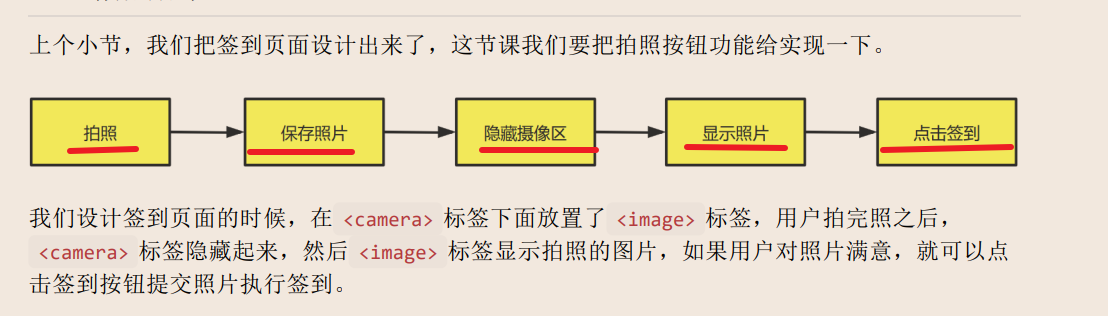 上个小节，我们把签到页面设计出来了，这节课我们要把拍照按钮功能给实现一下。
拍照 保存照片 隐藏摄像区 显示照片 点击签到
我们设计签到页面的时候，在 <camera> 标签下面放置了 <image> 标签，用户拍完照之后，
<camera> 标签隐藏起来，然后 <image> 标签显示拍照的图片，如果用户对照片满意，就可以点
击签到按钮提交照片执行签到。